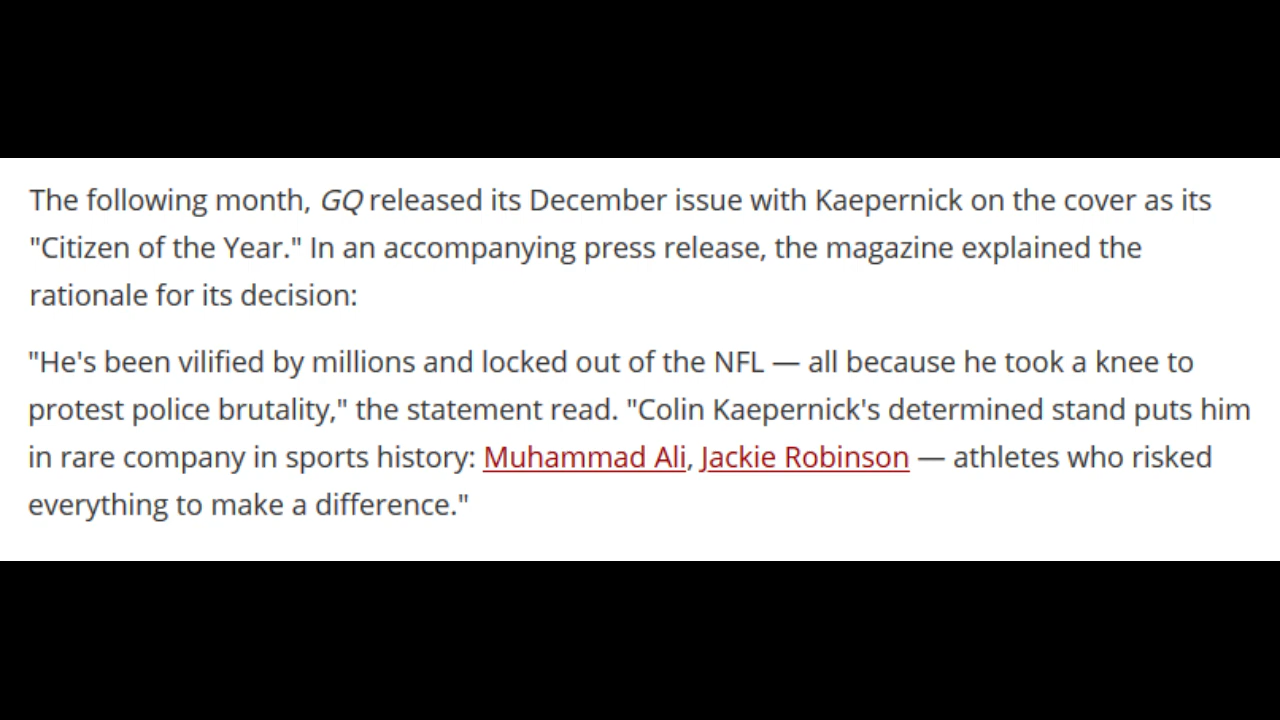 The following month, GQ released its December issue with Kaepernick on the cover as its
"Citizen of the Year." In an accompanying press release, the magazine explained the
rationale for its decision:
"He's been vilified by millions and locked out of the NFL — all because he took a knee to
protest police brutality," the statement read. "Colin Kaepernick's determined stand puts him
in rare company in sports history: Muhammad Ali, Jackie Robinson — athletes who risked
everything to make a difference."